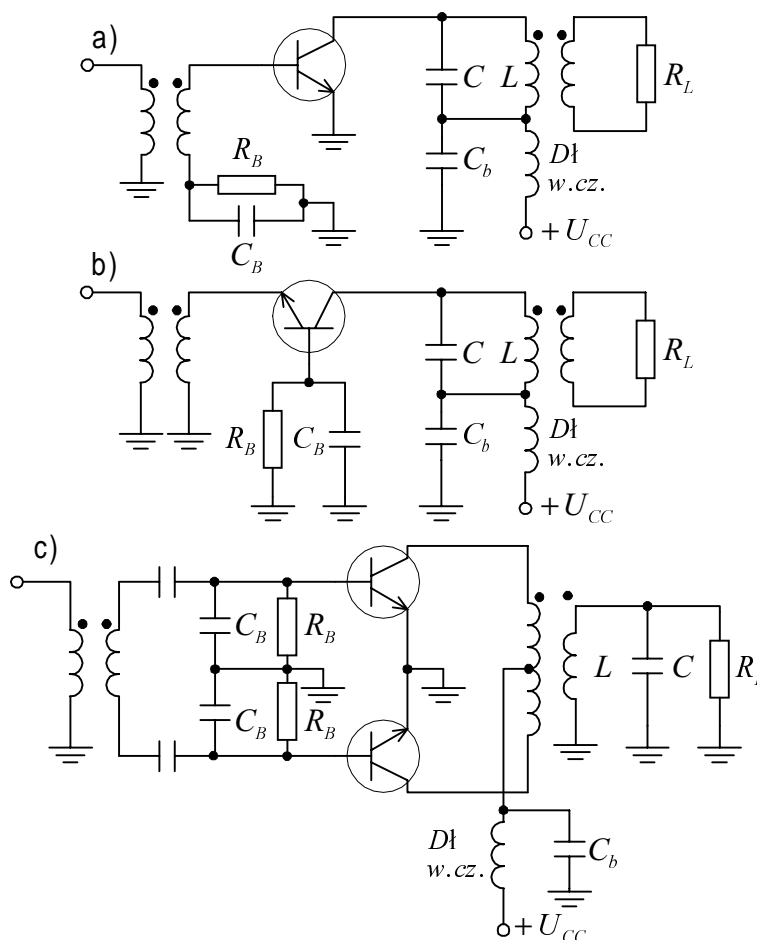 a)
C
L
R_L
R_B
C_B
C_b
Dł
w.cz.
+ U_CC
b)
C
L
R_L
R_B
C_B
C_b
Dł
w.cz.
+ U_CC
c)
C_B
R_B
C_B
R_B
L
C
R
Dł
w.cz.
C_b
+ U_CC